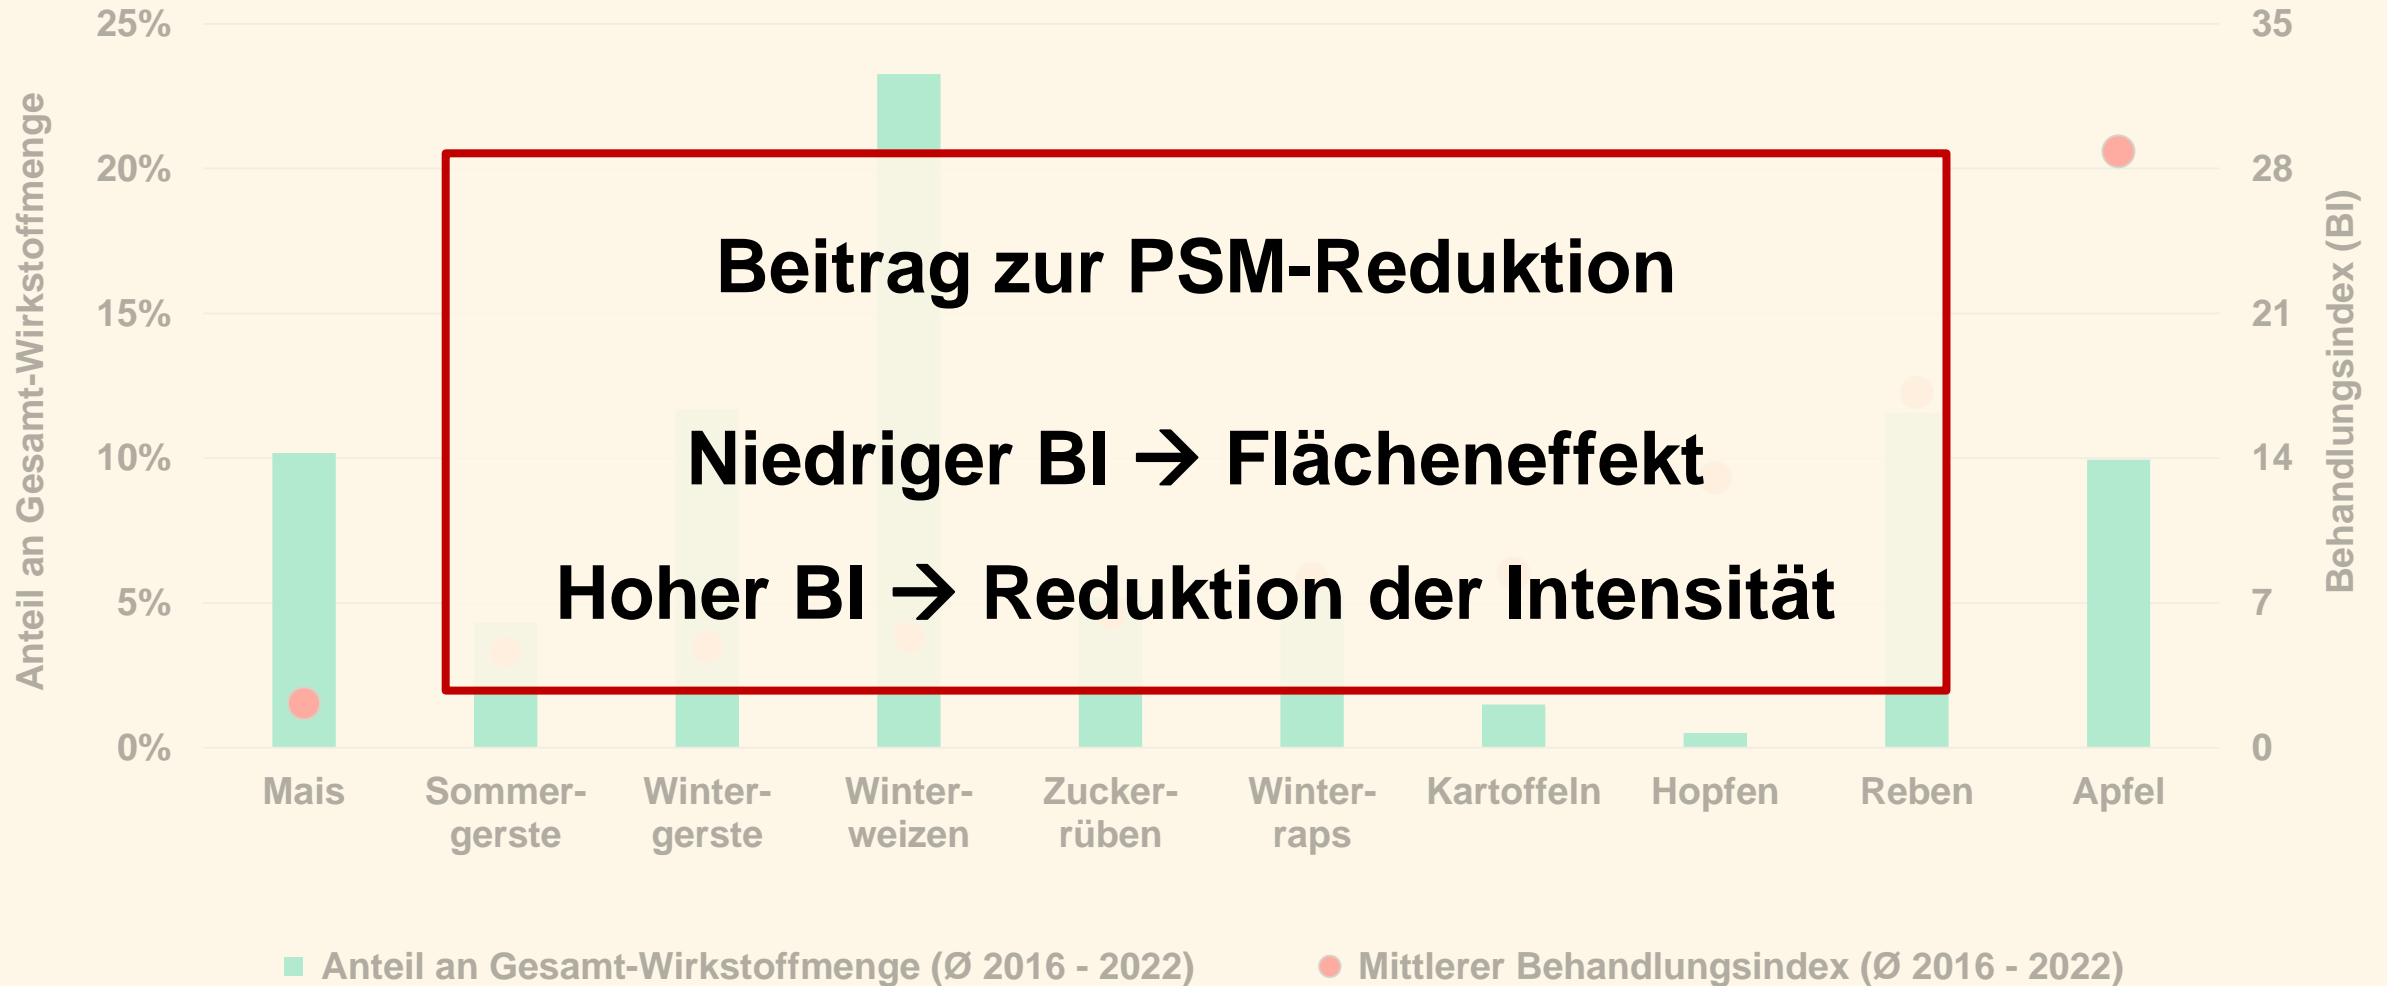 25%
20%
15%
10%
5%
0%
Anteil an Gesamt-Wirkstoffmenge
35
28
21
14
7
0
Behandlungsindex (BI)
Beitrag zur PSM-Reduktion
Niedriger BI → Flächeneffekt
Hoher BI → Reduktion der Intensität
Mais
Sommer-
gerste
Winter-
gerste
Winter-
weizen
Zucker-
rüben
Winter-
raps
Kartoffeln
Hopfen
Reben
Apfel
Anteil an Gesamt-Wirkstoffmenge (Ø 2016 - 2022)
Mittlerer Behandlungsindex (Ø 2016 - 2022)